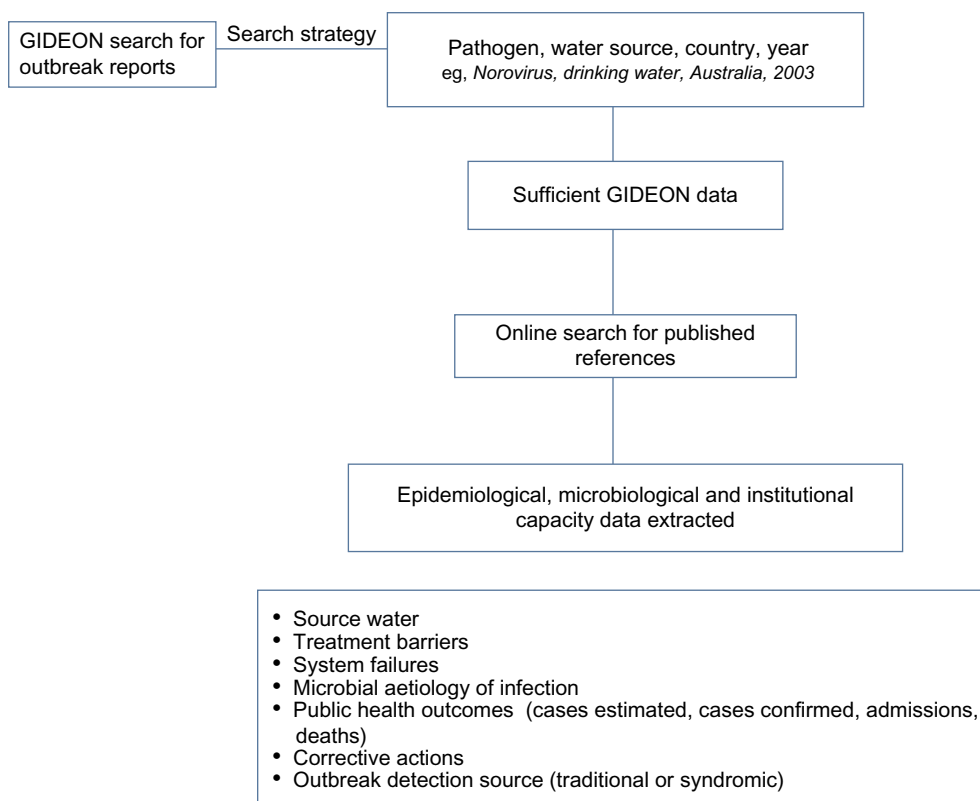 GIDEON search for
outbreak reports
Search strategy
Pathogen, water source, country, year
eg, Norovirus, drinking water, Australia, 2003
Sufficient GIDEON data
Online search for published
references
Epidemiological, microbiological and institutional
capacity data extracted
• Source water
• Treatment barriers
• System failures
• Microbial aetiology of infection
• Public health outcomes (cases estimated, cases confirmed, admissions,
deaths)
• Corrective actions
• Outbreak detection source (traditional or syndromic)